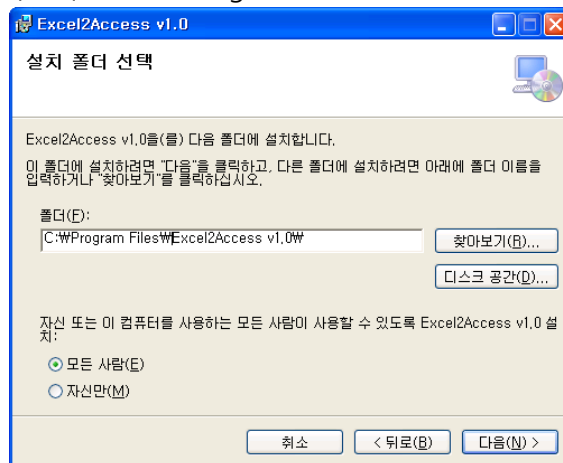 Excel2Access v1.0
설치 폴더 선택
Excel2Access v1.0을(를) 다음 폴더에 설치합니다.
이 폴더에 설치하려면 "다음"을 클릭하고, 다른 폴더에 설치하려면 아래에 폴더 이름을
입력하거나 "찾아보기"를 클릭하십시오.
폴더(F):
C:₩Program Files₩Excel2Access v1.0₩
찾아보기(R)...
디스크 공간(D)...
자신 또는 이 컴퓨터를 사용하는 모든 사람이 사용할 수 있도록 Excel2Access v1.0 설
치:
모든 사람(E)
자신만(M)
취소
< 뒤로(B)
다음(N) >